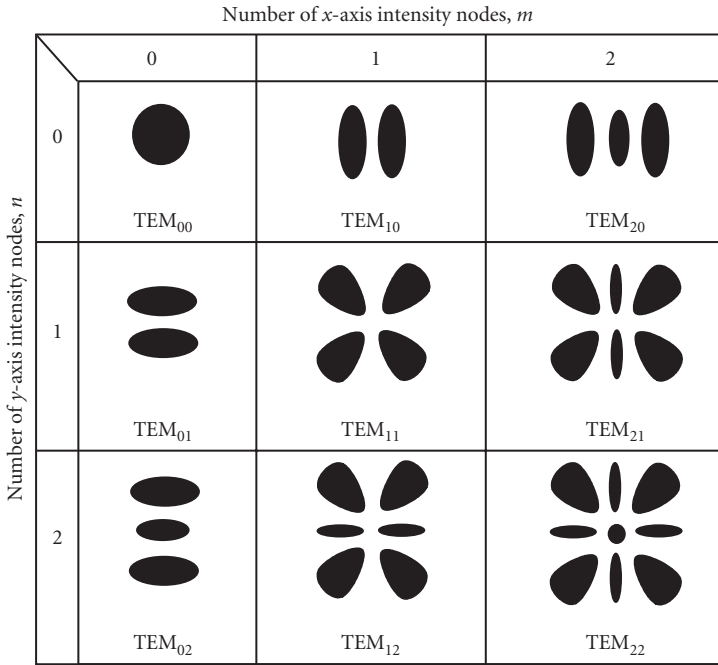 Number of x-axis intensity nodes, m
0 1 2
Number of y-axis intensity nodes, n
0
TEM₀₀ TEM₁₀ TEM₂₀
1
TEM₀₁ TEM₁₁ TEM₂₁
2
TEM₀₂ TEM₁₂ TEM₂₂